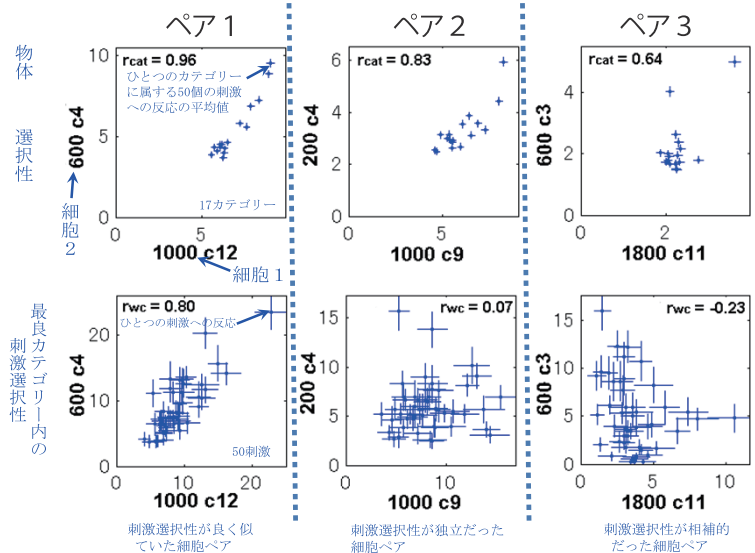 ペア1
ペア2
ペア3
物体
選択性
rcat = 0.96
ひとつのカテゴリー
に属する50個の刺激
への反応の平均値
17カテゴリー
10
5
0
600 c4
細胞2
0
5
1000 c12
細胞1
rcat = 0.83
6
4
2
0
200 c4
0
5
1000 c9
rcat = 0.64
4
2
0
600 c3
0
2
1800 c11
最良カテゴリー内の
刺激選択性
rwc = 0.80
ひとつの刺激への反応
50刺激
20
10
0
600 c4
0
10
20
1000 c12
rwc = 0.07
15
10
5
0
200 c4
0
10
1000 c9
rwc = -0.23
15
10
5
0
600 c3
0
5
10
1800 c11
刺激選択性が良く似
ていた細胞ペア
刺激選択性が独立だった
細胞ペア
刺激選択性が相補的
だった細胞ペア